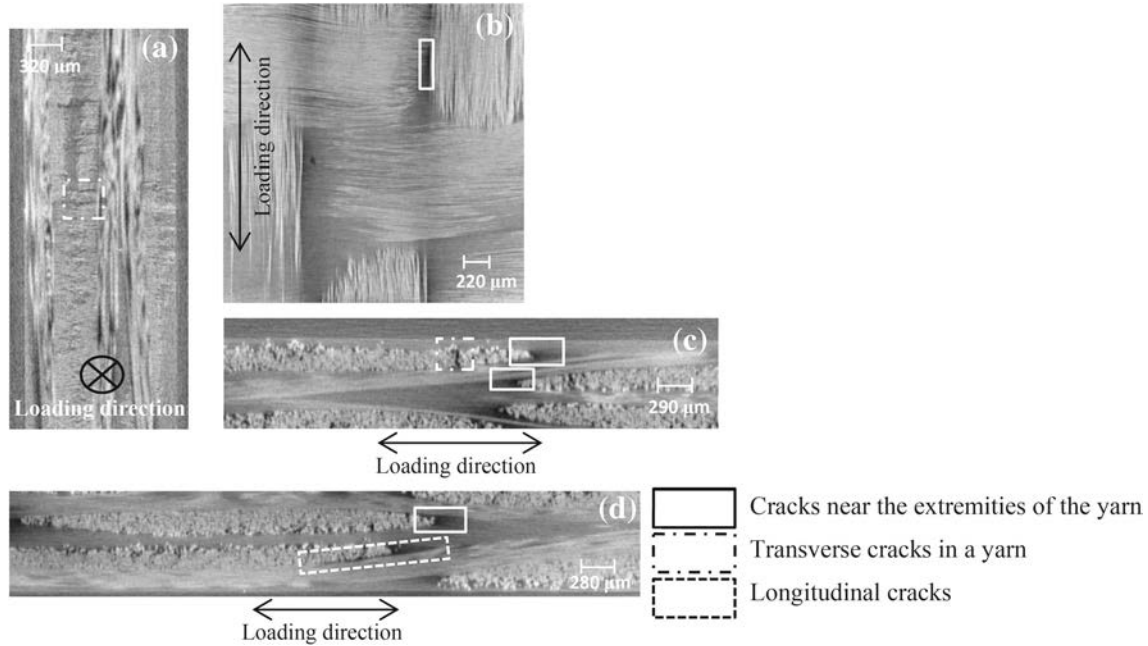 (a)
320 μm
Loading direction
(b)
Loading direction
220 μm
(c)
290 μm
Loading direction
(d)
280 μm
Loading direction
Cracks near the extremities of the yarn
Transverse cracks in a yarn
Longitudinal cracks